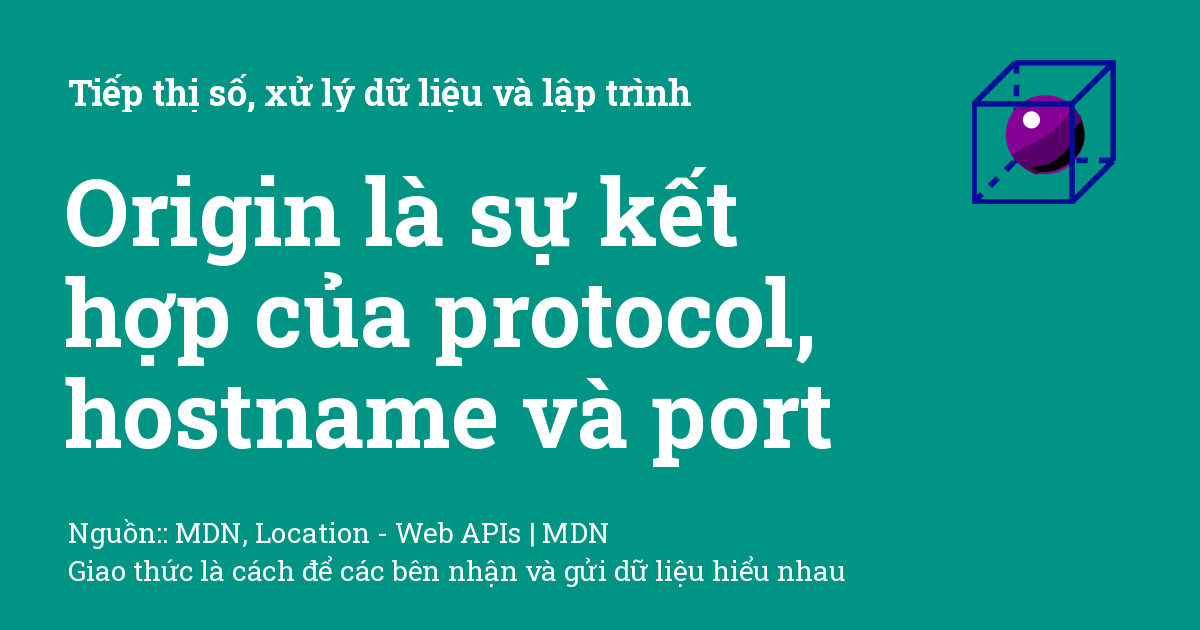 Tiếp thị số, xử lý dữ liệu và lập trình
Origin là sự kết
hợp của protocol,
hostname và port
Nguồn:: MDN, Location - Web APIs | MDN
Giao thức là cách để các bên nhận và gửi dữ liệu hiểu nhau